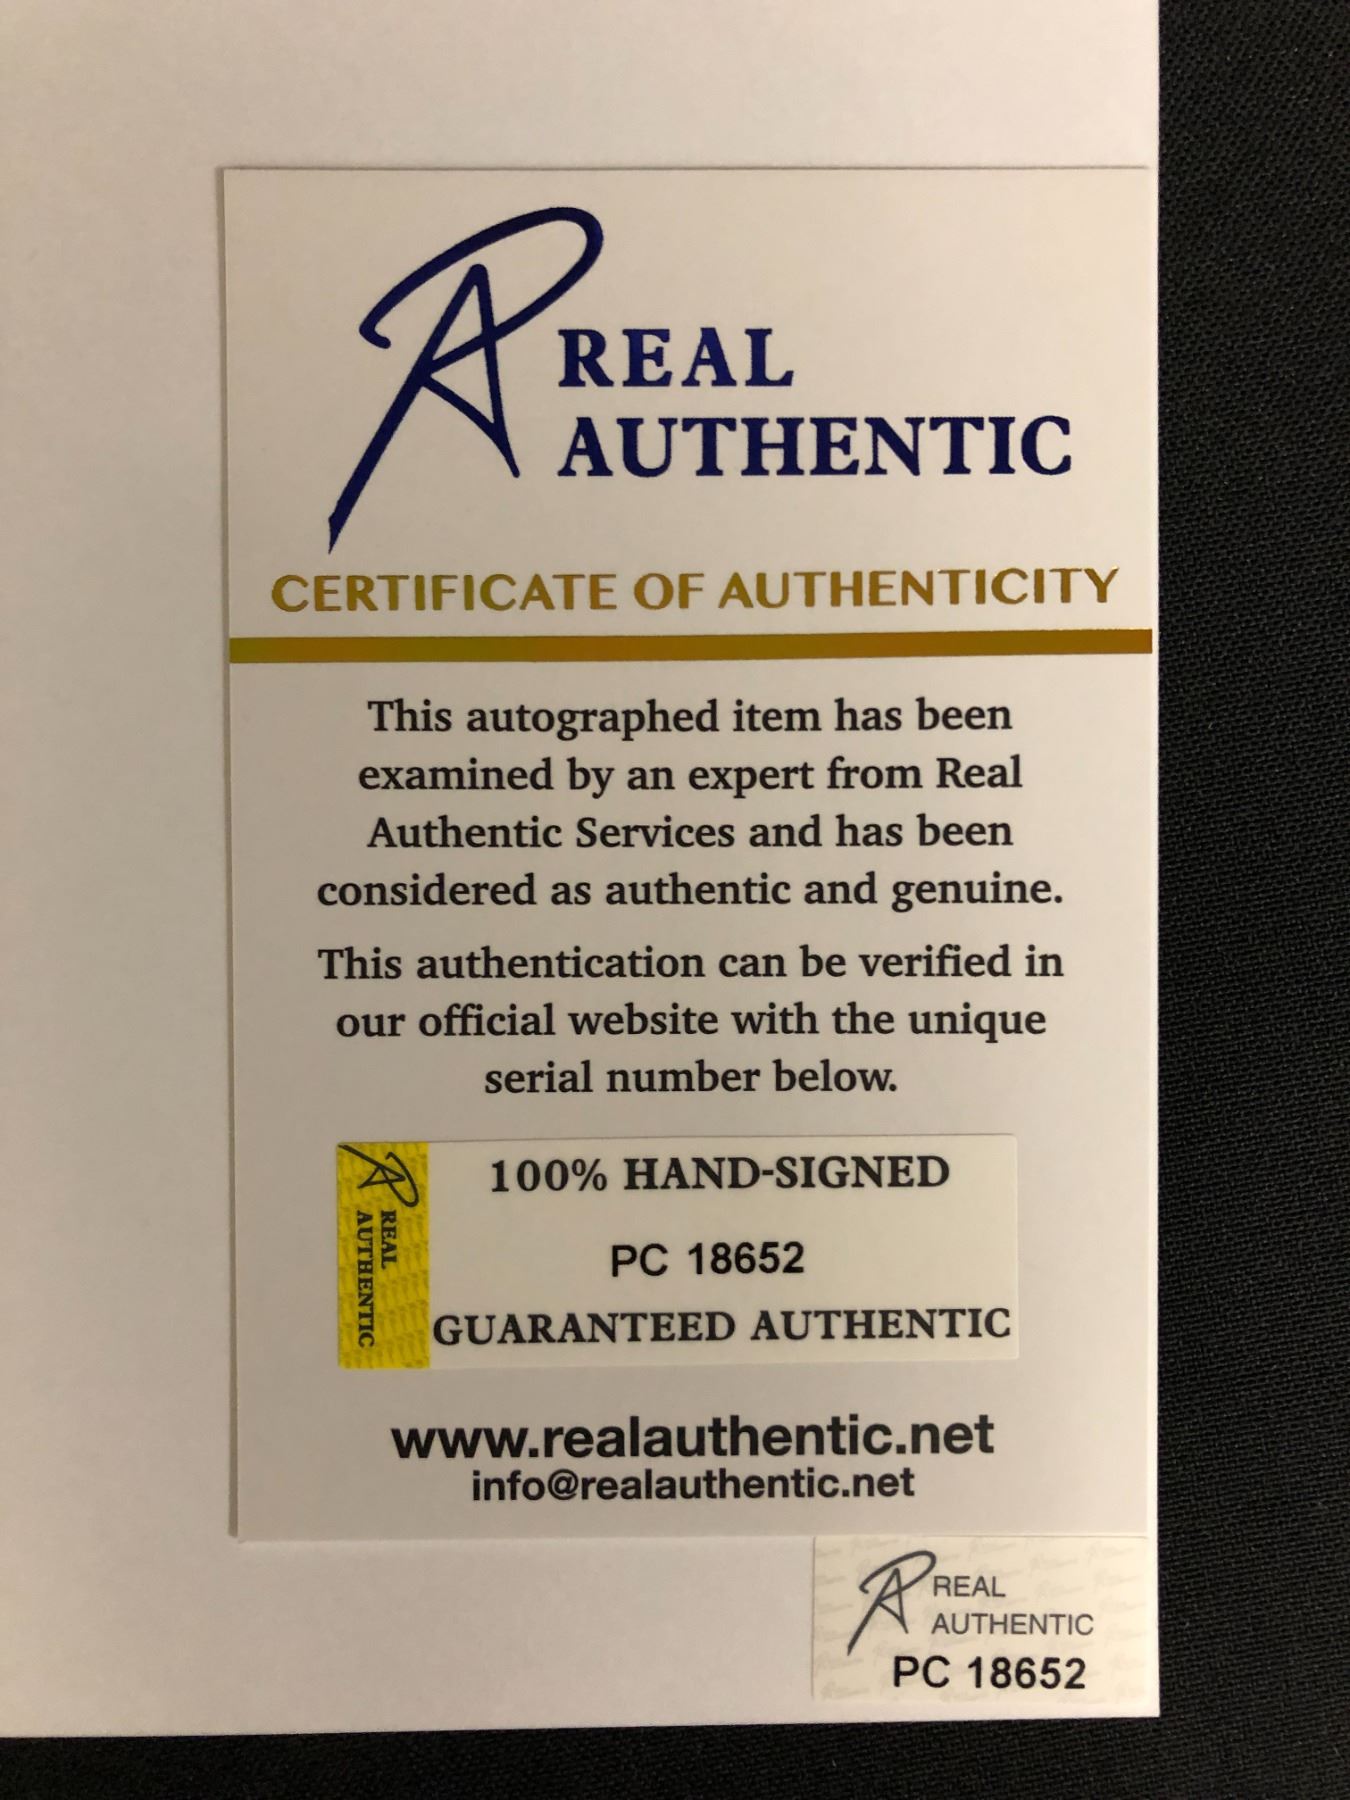 REAL
AUTHENTIC
CERTIFICATE OF AUTHENTICITY
This autographed item has been
examined by an expert from Real
Authentic Services and has been
considered as authentic and genuine.
This authentication can be verified in
our official website with the unique
serial number below.
REAL
AUTHENTIC
100% HAND-SIGNED
PC 18652
GUARANTEED AUTHENTIC
www.realauthentic.net
info@realauthentic.net
REAL
AUTHENTIC
PC 18652